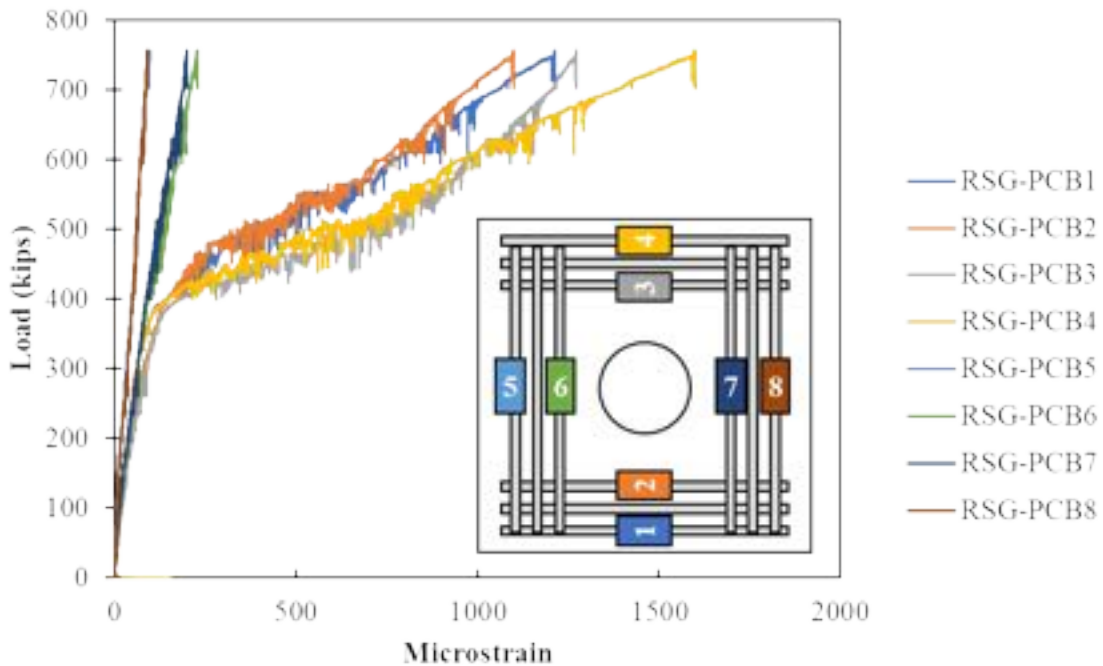 800
700
600
500
400
300
200
100
0
Load (kips)
0 500 1000 1500 2000
Microstrain
4
3
5 6 7 8
2
1
RSG-PCB1
RSG-PCB2
RSG-PCB3
RSG-PCB4
RSG-PCB5
RSG-PCB6
RSG-PCB7
RSG-PCB8